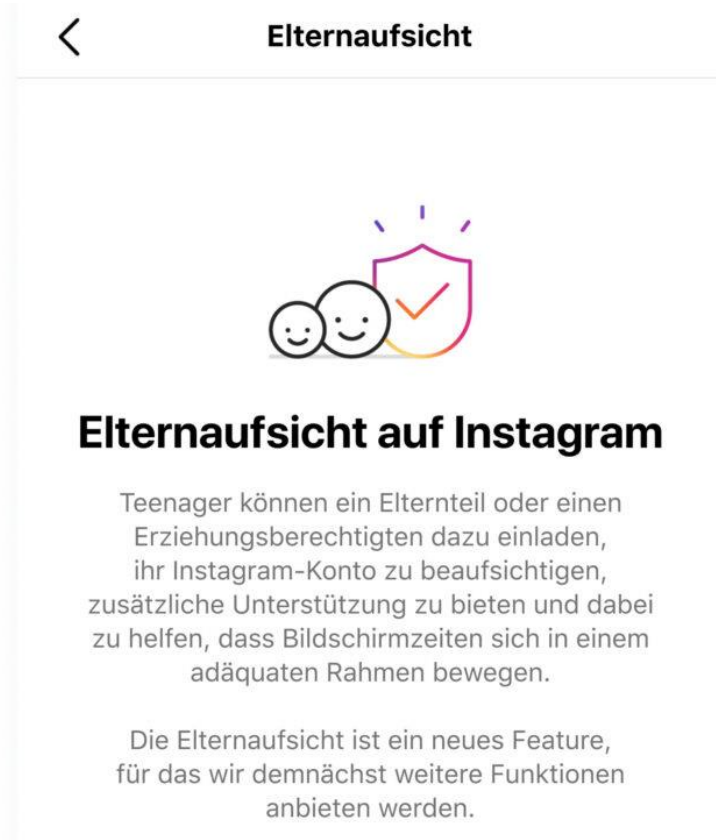 Elternaufsicht
Elternaufsicht auf Instagram
Teenager können ein Elternteil oder einen
Erziehungsberechtigten dazu einladen,
ihr Instagram-Konto zu beaufsichtigen,
zusätzliche Unterstützung zu bieten und dabei
zu helfen, dass Bildschirmzeiten sich in einem
adäquaten Rahmen bewegen.
Die Elternaufsicht ist ein neues Feature,
für das wir demnächst weitere Funktionen
anbieten werden.